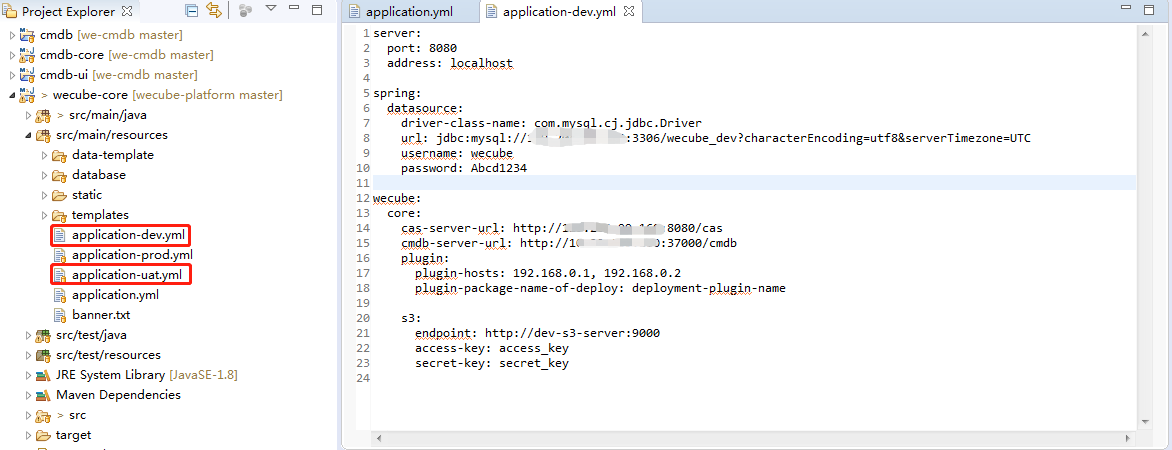 Project Explorer
cmdb [we-cmdb master]
cmdb-core [we-cmdb master]
cmdb-ui [we-cmdb master]
> wecube-core [wecube-platform master]
> src/main/java
src/main/resources
data-template
database
static
templates
application-dev.yml
application-prod.yml
application-uat.yml
application.yml
banner.txt
src/test/java
src/test/resources
JRE System Library [JavaSE-1.8]
Maven Dependencies
> src
target
application.yml
application-dev.yml
1 server:
2 port: 8080
3 address: localhost
4
5 spring:
6 datasource:
7 driver-class-name: com.mysql.cj.jdbc.Driver
8 url: jdbc:mysql://:3306/wecube_dev?characterEncoding=utf8&serverTimezone=UTC
9 username: wecube
10 password: Abcd1234
11
12 wecube:
13 core:
14 cas-server-url: http://:8080/cas
15 cmdb-server-url: http://:37000/cmdb
16 plugin:
17 plugin-hosts: 192.168.0.1, 192.168.0.2
18 plugin-package-name-of-deploy: deployment-plugin-name
19
20 s3:
21 endpoint: http://dev-s3-server:9000
22 access-key: access_key
23 secret-key: secret_key
24